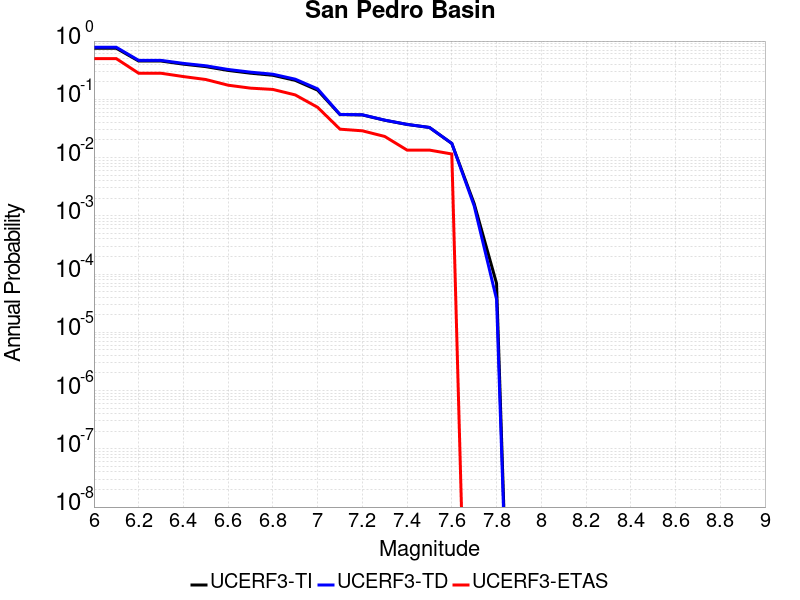 San Pedro Basin
10^0
10^-1
10^-2
10^-3
10^-4
10^-5
10^-6
10^-7
10^-8
Annual Probability
6 6.2 6.4 6.6 6.8 7 7.2 7.4 7.6 7.8 8 8.2 8.4 8.6 8.8 9
Magnitude
UCERF3-TI UCERF3-TD UCERF3-ETAS